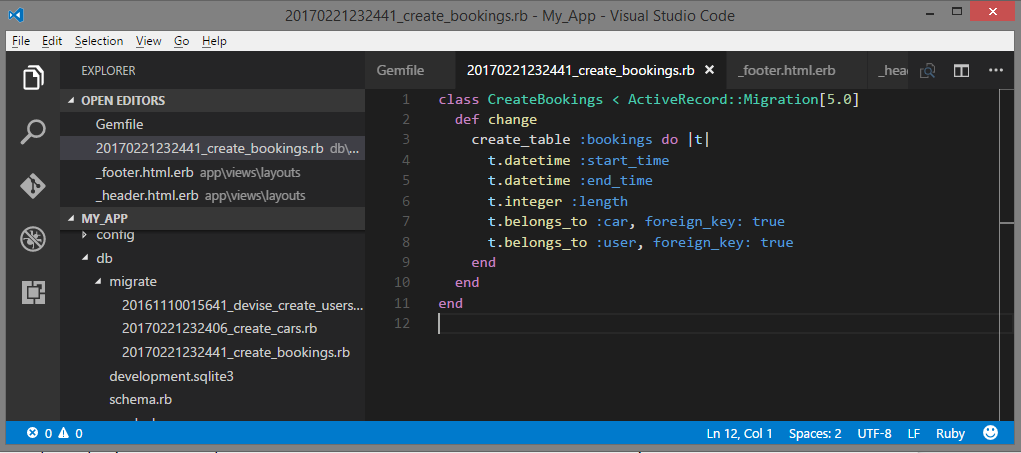 20170221232441_create_bookings.rb - My_App - Visual Studio Code
File Edit Selection View Go Help
EXPLORER
OPEN EDITORS
Gemfile
20170221232441_create_bookings.rb db\...
_footer.html.erb app\views\layouts
_header.html.erb app\views\layouts
MY_APP
config
db
migrate
20161110015641_devise_create_users...
20170221232406_create_cars.rb
20170221232441_create_bookings.rb
development.sqlite3
schema.rb
Gemfile 20170221232441_create_bookings.rb _footer.html.erb _head
1 class CreateBookings < ActiveRecord::Migration[5.0]
2 def change
3 create_table :bookings do |t|
4 t.datetime :start_time
5 t.datetime :end_time
6 t.integer :length
7 t.belongs_to :car, foreign_key: true
8 t.belongs_to :user, foreign_key: true
9 end
10 end
11 end
12
0 0 Ln 12, Col 1 Spaces: 2 UTF-8 LF Ruby